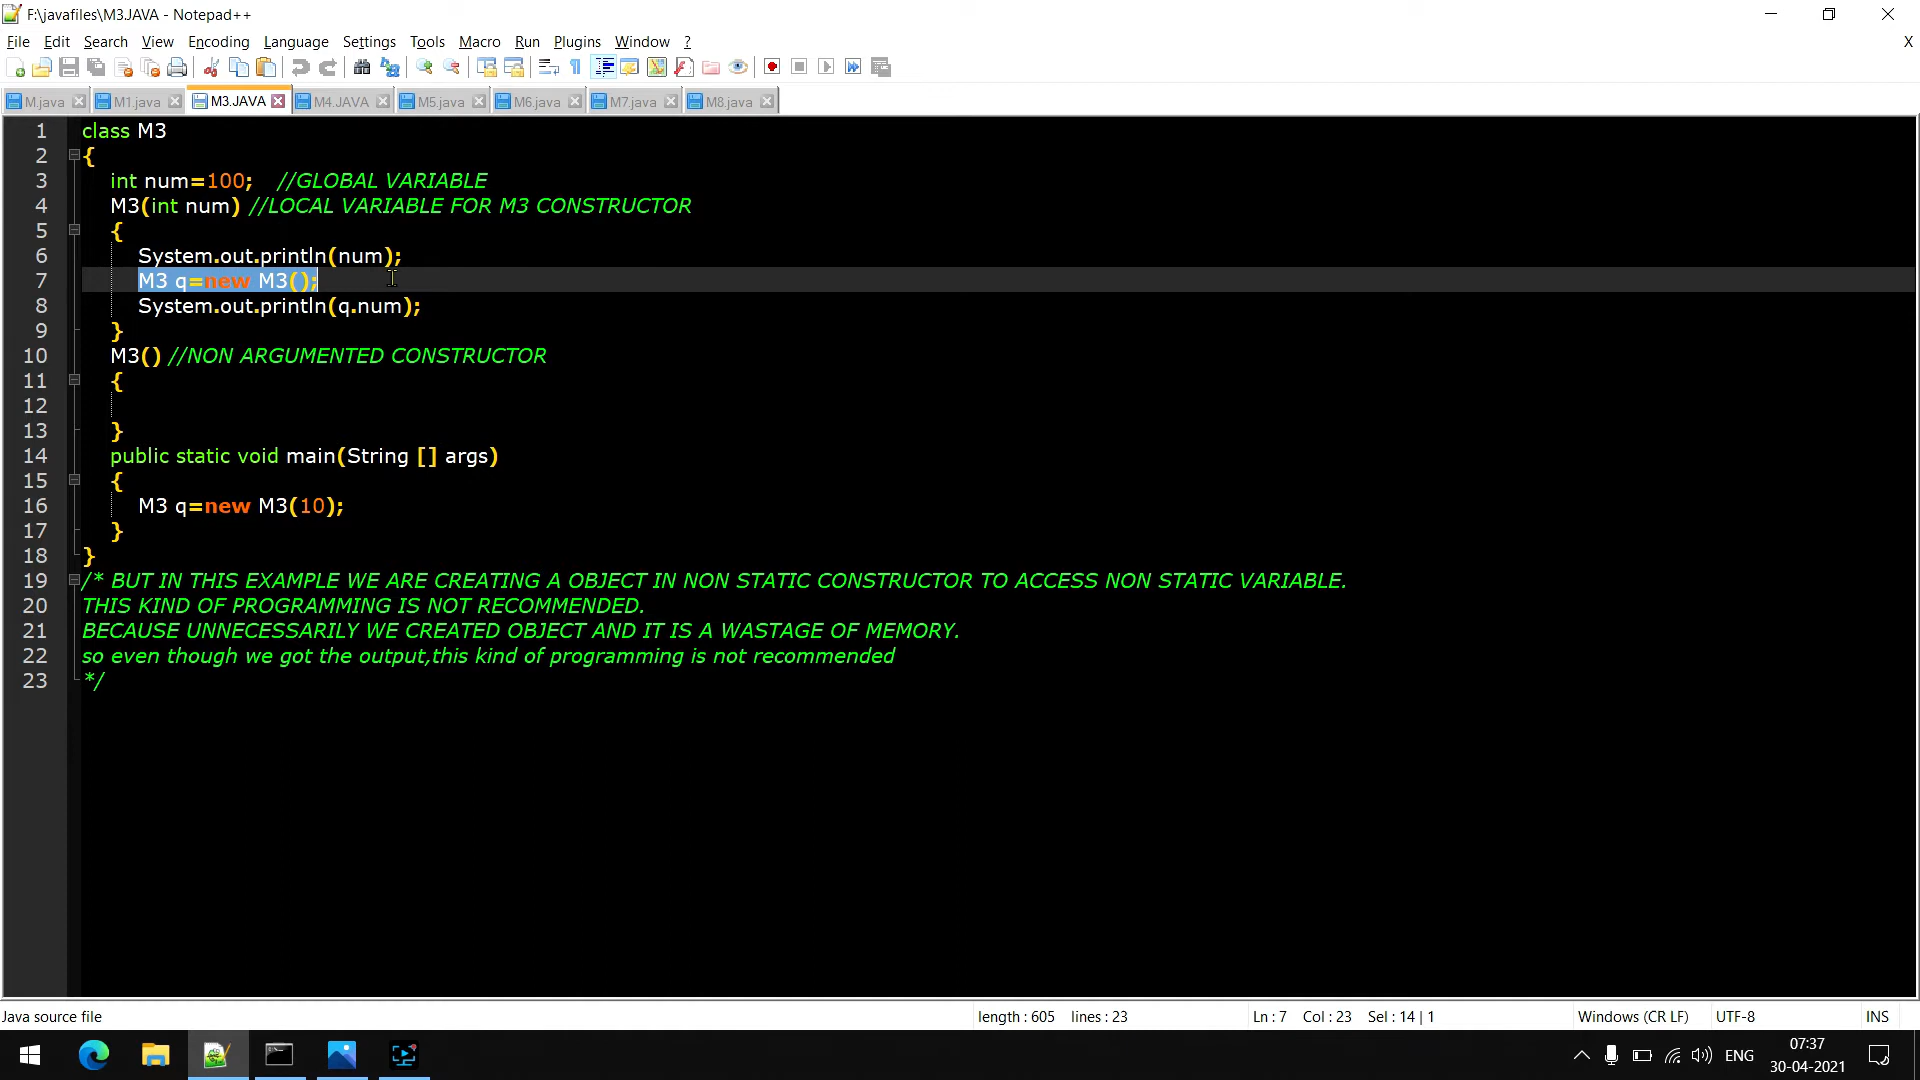 F:\javafiles\M3.JAVA - Notepad++
File Edit Search View Encoding Language Settings Tools Macro Run Plugins Window ? X
M.java M1.java M3.JAVA M4.JAVA M5.java M6.java M7.java M8.java
1 class M3
2 {
3 int num=100; //GLOBAL VARIABLE
4 M3(int num) //LOCAL VARIABLE FOR M3 CONSTRUCTOR
5 {
6 System.out.println(num);
7 M3 q=new M3();
8 System.out.println(q.num);
9 }
10 M3() //NON ARGUMENTED CONSTRUCTOR
11 {
12
13 }
14 public static void main(String [] args)
15 {
16 M3 q=new M3(10);
17 }
18 }
19 /* BUT IN THIS EXAMPLE WE ARE CREATING A OBJECT IN NON STATIC CONSTRUCTOR TO ACCESS NON STATIC VARIABLE.
20 THIS KIND OF PROGRAMMING IS NOT RECOMMENDED.
21 BECAUSE UNNECESSARILY WE CREATED OBJECT AND IT IS A WASTAGE OF MEMORY.
22 so even though we got the output,this kind of programming is not recommended
23 */
Java source file length : 605 lines : 23 Ln : 7 Col : 23 Sel : 14 | 1 Windows (CR LF) UTF-8 INS
ENG 07:37
30-04-2021